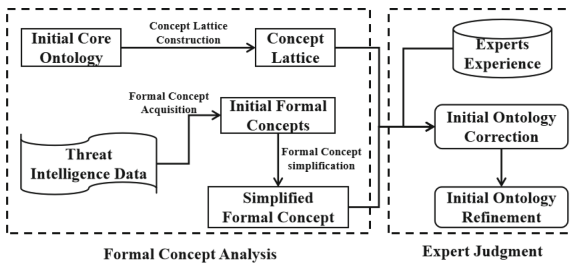 Initial Core
Ontology
Concept Lattice
Construction
Concept
Lattice
Experts
Experience
Formal Concept
Acquisition
Initial Formal
Concepts
Threat
Intelligence Data
Formal Concept
simplification
Simplified
Formal Concept
Initial Ontology
Correction
Initial Ontology
Refinement
Formal Concept Analysis
Expert Judgment